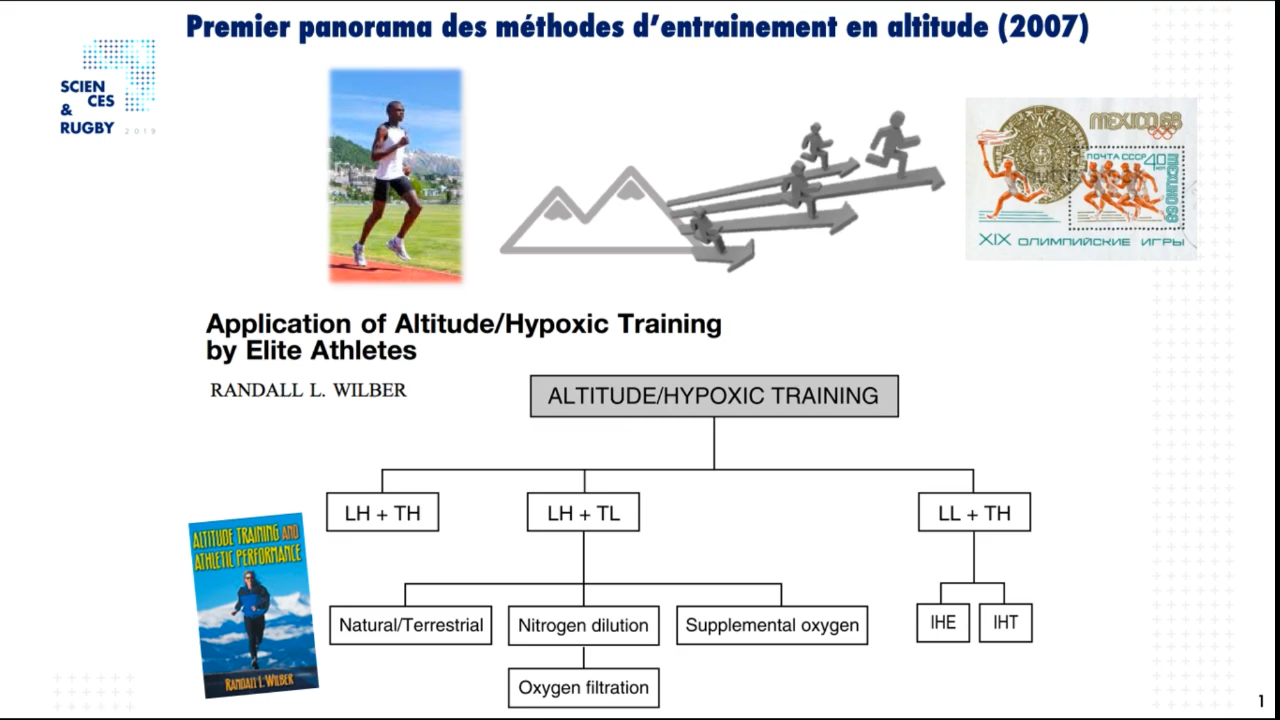 Premier panorama des méthodes d'entrainement en altitude (2007)
SCIEN
CES
&
RUGBY 2019
MEXICO68
ПОЧТА СССР 40
MEXICO 68
XIX ОЛИМПИЙСКИЕ ИГРЫ
Application of Altitude/Hypoxic Training
by Elite Athletes
RANDALL L. WILBER
ALTITUDE/HYPOXIC TRAINING
LH + TH
LH + TL
LL + TH
ALTITUDE TRAINING AND
ATHLETIC PERFORMANCE
RANDALL L. WILBER
Natural/Terrestrial
Nitrogen dilution
Supplemental oxygen
IHE
IHT
Oxygen filtration
1